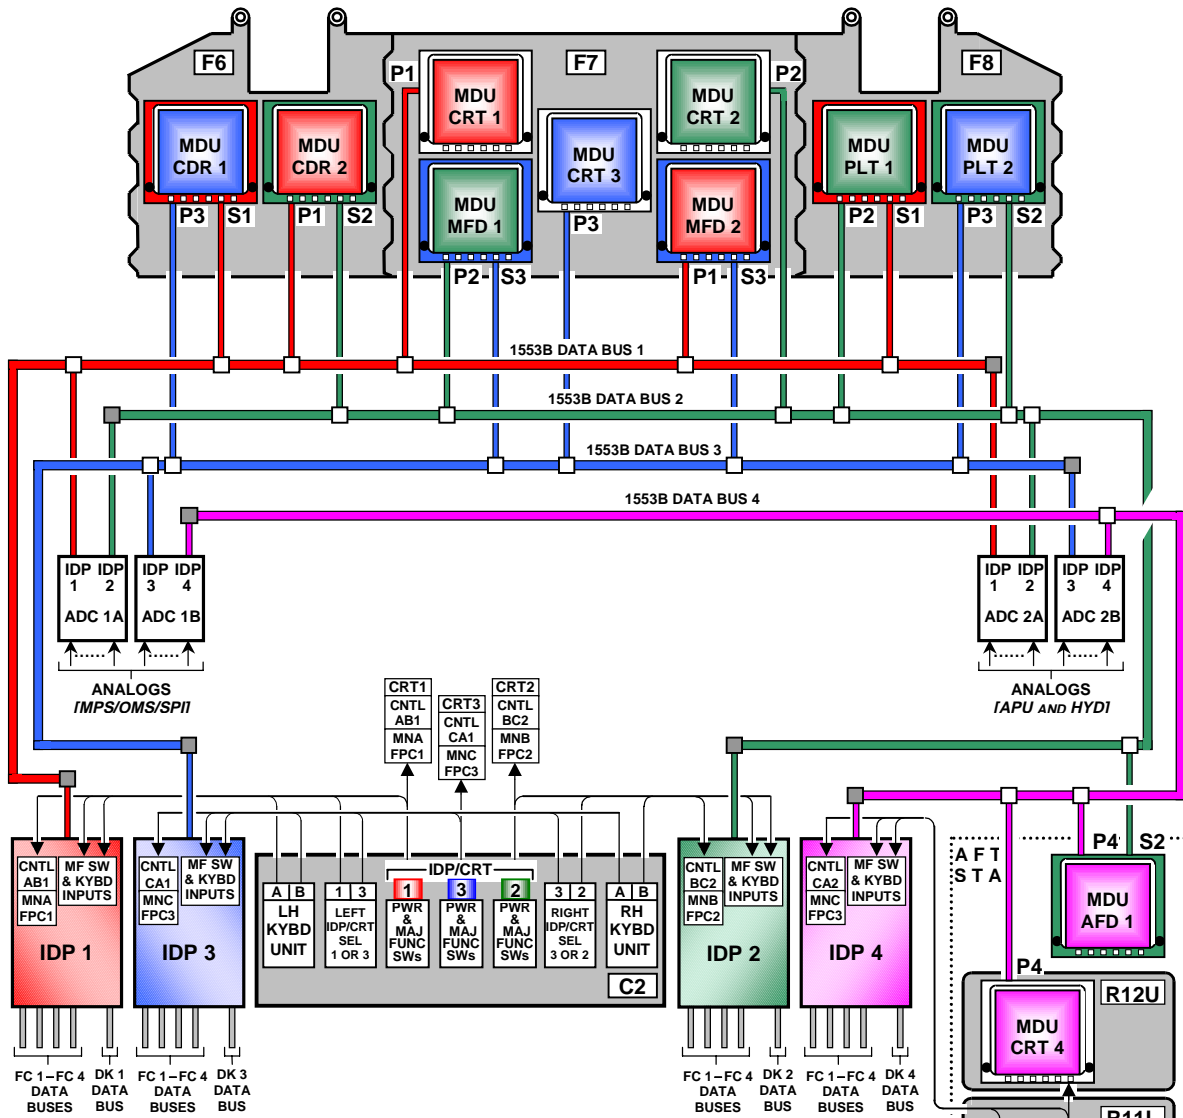 F6
F7
F8
P1
P2
MDU
CDR 1
MDU
CDR 2
MDU
CRT 1
MDU
CRT 2
MDU
CRT 3
MDU
MFD 1
MDU
MFD 2
MDU
PLT 1
MDU
PLT 2
P3 S1
P1 S2
P2 S3
P3
P1 S3
P2 S1
P3 S2
1553B DATA BUS 1
1553B DATA BUS 2
1553B DATA BUS 3
1553B DATA BUS 4
IDP IDP
1 2
ADC 1A
IDP IDP
3 4
ADC 1B
ANALOGS
[MPS/OMS/SPI]
IDP IDP
1 2
ADC 2A
IDP IDP
3 4
ADC 2B
ANALOGS
[APU AND HYD]
CRT1
CNTL
AB1
MNA
FPC1
CRT3
CNTL
CA1
MNC
FPC3
CRT2
CNTL
BC2
MNB
FPC2
CNTL
AB1
MNA
FPC1
MF SW
& KYBD
INPUTS
IDP 1
CNTL
CA1
MNC
FPC3
MF SW
& KYBD
INPUTS
IDP 3
A B
LH
KYBD
UNIT
1 3
LEFT
IDP/CRT
SEL
1 OR 3
IDP/CRT
1
PWR
&
MAJ
FUNC
SWs
3
PWR
&
MAJ
FUNC
SWs
2
PWR
&
MAJ
FUNC
SWs
3 2
RIGHT
IDP/CRT
SEL
3 OR 2
A B
RH
KYBD
UNIT
C2
CNTL
BC2
MNB
FPC2
MF SW
& KYBD
INPUTS
IDP 2
CNTL
CA2
MNC
FPC3
MF SW
& KYBD
INPUTS
IDP 4
AFT
STA
P4 S2
MDU
AFD 1
P4
R12U
MDU
CRT 4
FC 1–FC 4
DATA
BUSES
DK 1
DATA
BUS
FC 1–FC 4
DATA
BUSES
DK 3
DATA
BUS
FC 1–FC 4
DATA
BUSES
DK 2
DATA
BUS
FC 1–FC 4
DATA
BUSES
DK 4
DATA
BUS